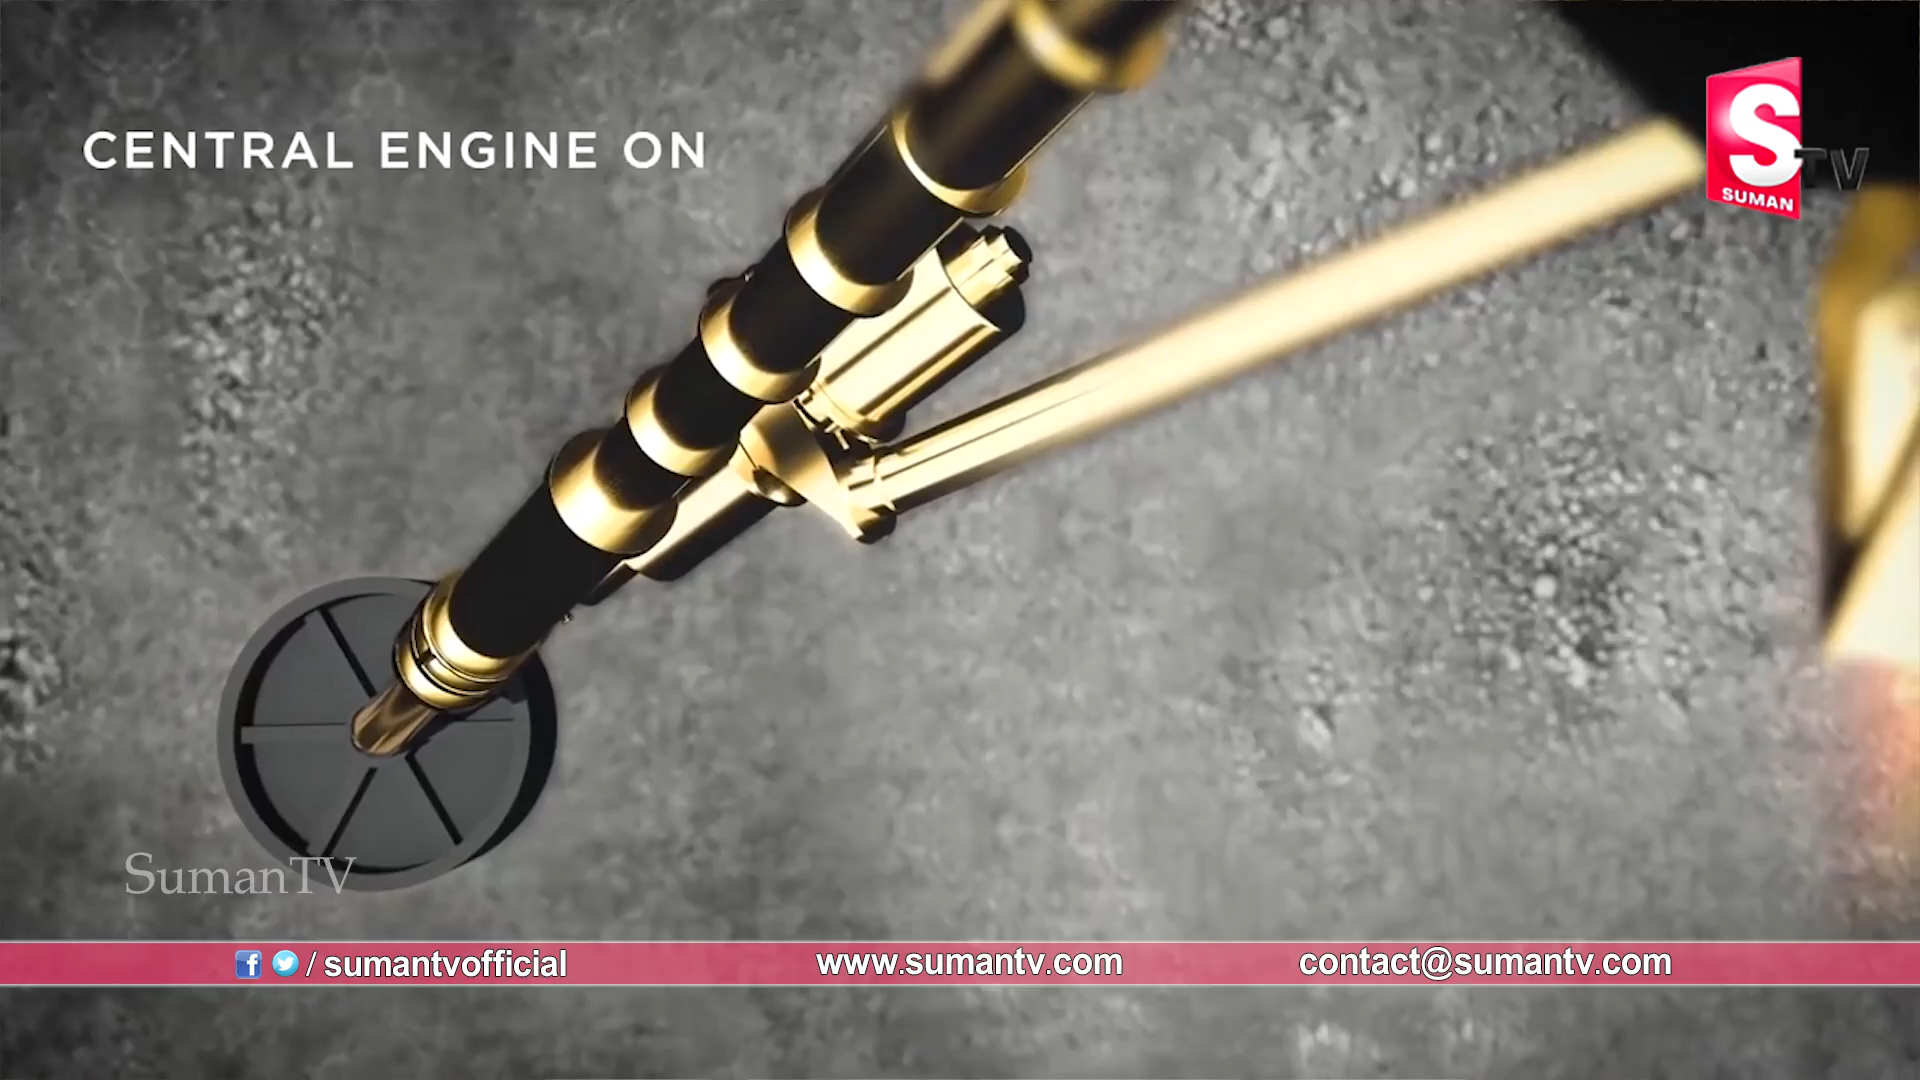 CENTRAL ENGINE ON
S
TV
SUMAN
SumanTV
/ sumantvofficial
www.sumantv.com
contact@sumantv.com